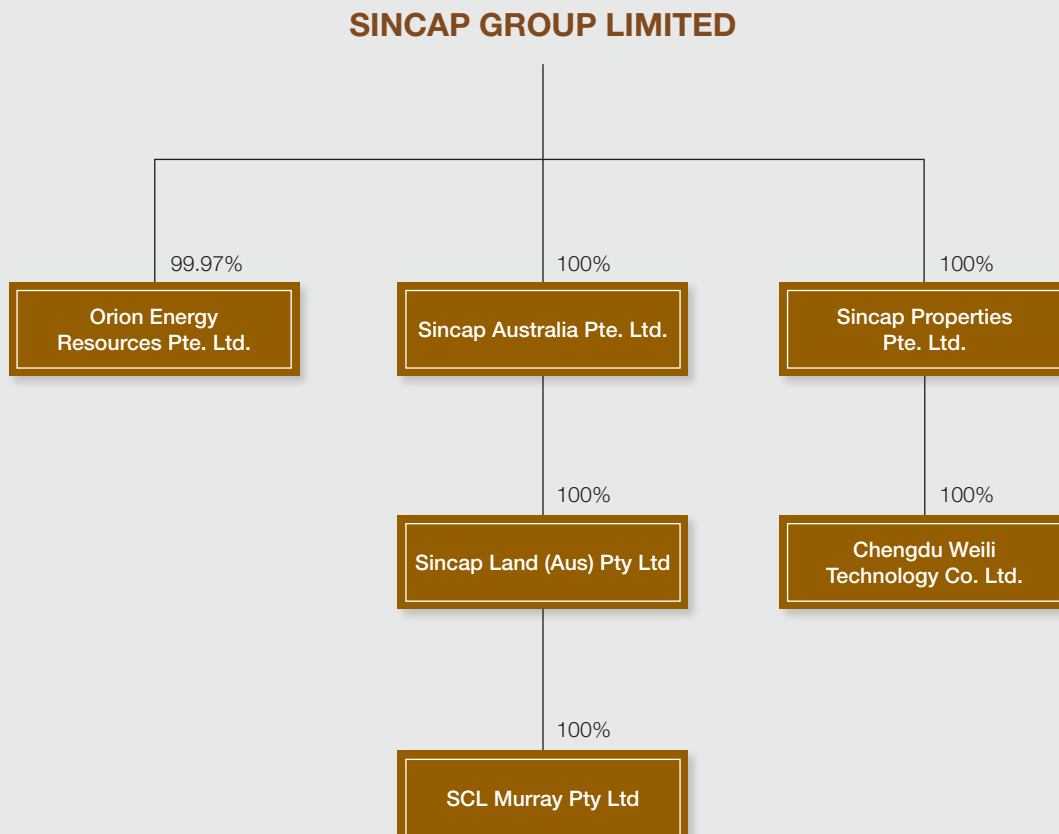 SINCAP GROUP LIMITED
99.97%
100%
100%
Orion Energy
Resources Pte. Ltd.
Sincap Australia Pte. Ltd.
Sincap Properties
Pte. Ltd.
100%
100%
Sincap Land (Aus) Pty Ltd
Chengdu Weili
Technology Co. Ltd.
100%
SCL Murray Pty Ltd